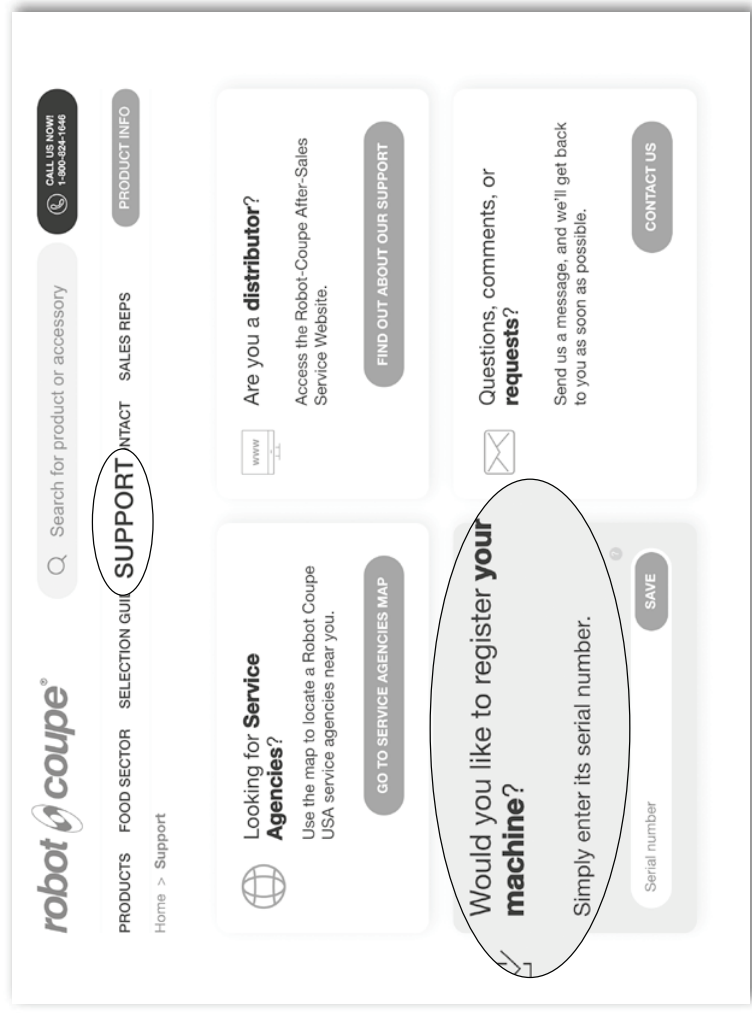 robot coupe®
Search for product or accessory
CALL US NOW!
1-800-824-1646
PRODUCTS FOOD SECTOR SELECTION GUI SUPPORT NTACT SALES REPS
PRODUCT INFO
Home > Support
Looking for Service
Agencies?
Use the map to locate a Robot Coupe
USA service agencies near you.
GO TO SERVICE AGENCIES MAP
www
Are you a distributor?
Access the Robot-Coupe After-Sales
Service Website.
FIND OUT ABOUT OUR SUPPORT
Would you like to register your
machine?
Simply enter its serial number.
?
Serial number
SAVE
Questions, comments, or
requests?
Send us a message, and we'll get back
to you as soon as possible.
CONTACT US